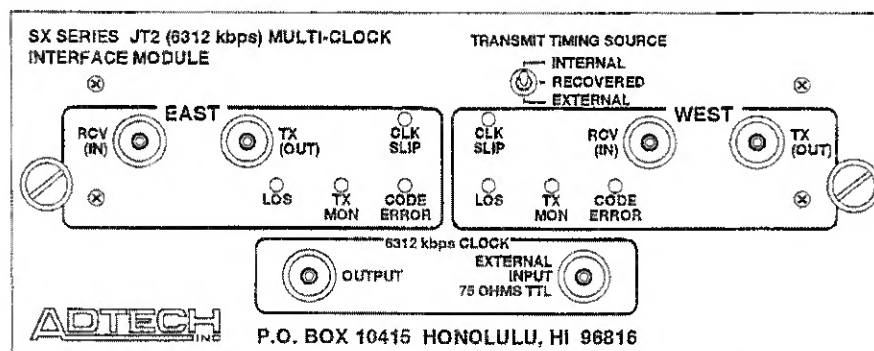 SX SERIES JT2 (6312 kbps) MULTI-CLOCK
INTERFACE MODULE
TRANSMIT TIMING SOURCE
INTERNAL
RECOVERED
EXTERNAL
EAST
RCV
(IN)
TX
(OUT)
CLK
SLIP
LOS
TX
MON
CODE
ERROR
WEST
CLK
SLIP
RCV
(IN)
TX
(OUT)
LOS
TX
MON
CODE
ERROR
6312 kbps CLOCK
OUTPUT
EXTERNAL
INPUT
75 OHMS TTL
ADTECH
INC
P.O. BOX 10415 HONOLULU, HI 96816